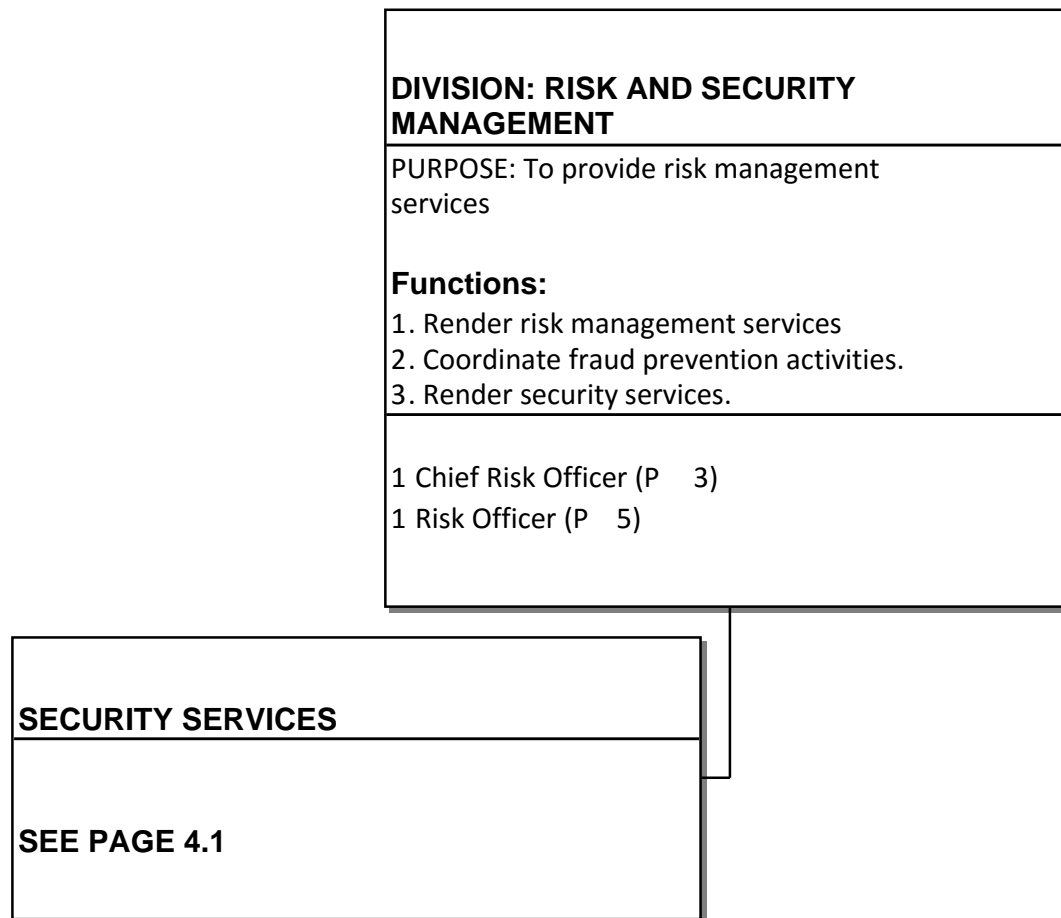 DIVISION: RISK AND SECURITY
MANAGEMENT
PURPOSE: To provide risk management
services
Functions:
1. Render risk management services
2. Coordinate fraud prevention activities.
3. Render security services.
1 Chief Risk Officer (P 3)
1 Risk Officer (P 5)
SECURITY SERVICES
SEE PAGE 4.1